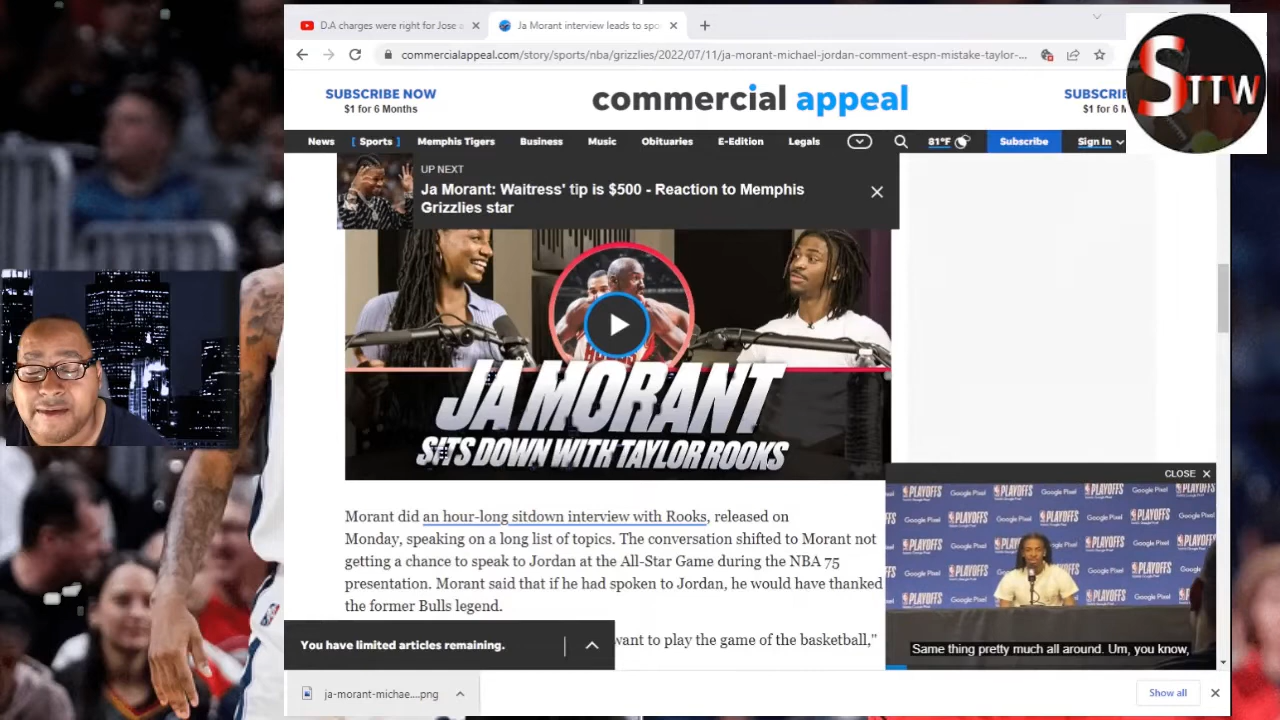 D.A charges were right for Jose a
Ja Morant interview leads to spo
commercialappeal.com/story/sports/nba/grizzlies/2022/07/11/ja-morant-michael-jordan-comment-espn-mistake-taylor-...
STTW
SUBSCRIBE NOW
$1 for 6 Months
commercial appeal
SUBSCRIBE
$1 for 6 M
News [ Sports ] Memphis Tigers Business Music Obituaries E-Edition Legals 81°F Subscribe Sign In
UP NEXT
Ja Morant: Waitress' tip is $500 - Reaction to Memphis
Grizzlies star
JA MORANT
SITS DOWN WITH TAYLOR ROOKS
CLOSE
PLAYOFFS
Google Pixel
Morant did an hour-long sitdown interview with Rooks, released on
Monday, speaking on a long list of topics. The conversation shifted to Morant not
getting a chance to speak to Jordan at the All-Star Game during the NBA 75
presentation. Morant said that if he had spoken to Jordan, he would have thanked
the former Bulls legend.
want to play the game of the basketball,”
You have limited articles remaining.
Same thing pretty much all around. Um, you know,
ja-morant-michae....png
Show all